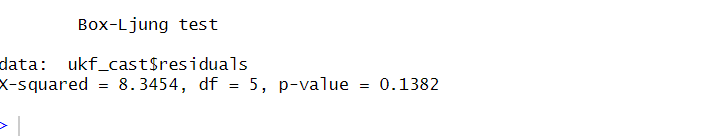 Box-Ljung test
data:  ukf_cast$residuals
X-squared = 8.3454, df = 5, p-value = 0.1382
>